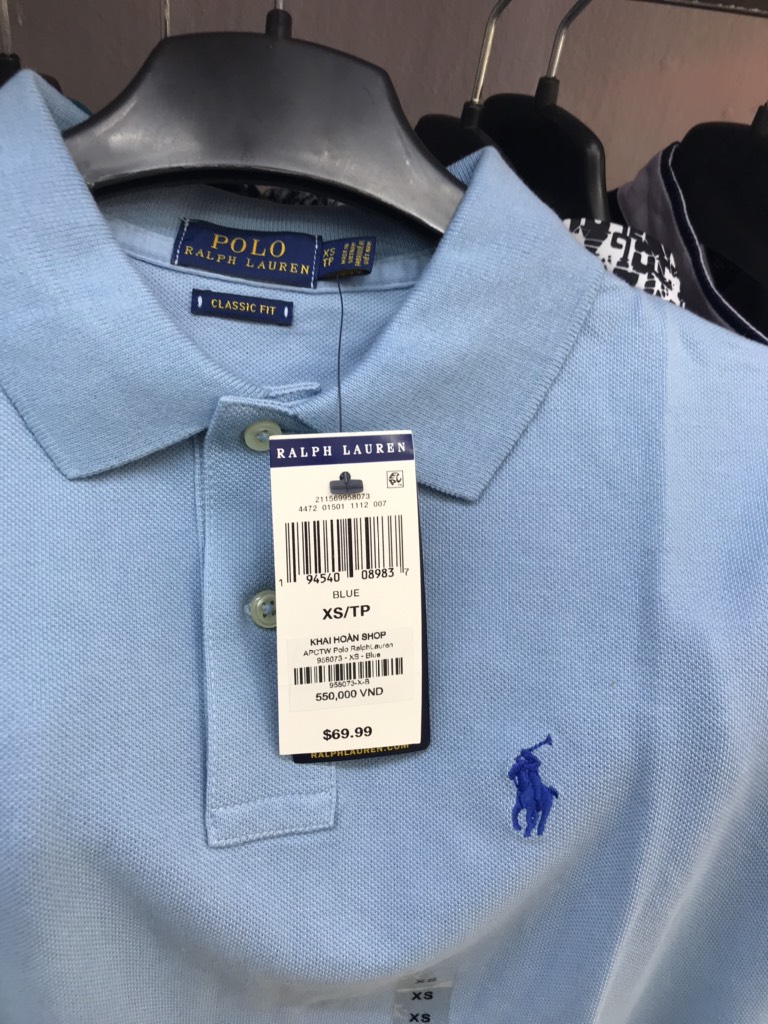 POLO
RALPH LAUREN
XS
TP
CLASSIC FIT
RALPH LAUREN
211569958073
4472 01501 1112 007
1 94540 08983 7
BLUE
XS/TP
KHAI HOÀN SHOP
APCTW Polo RalphLauren
958073 - XS - Blue
958073-X-B
550,000 VND
$69.99
RALPHLAUREN.COM
XS
XS
XS